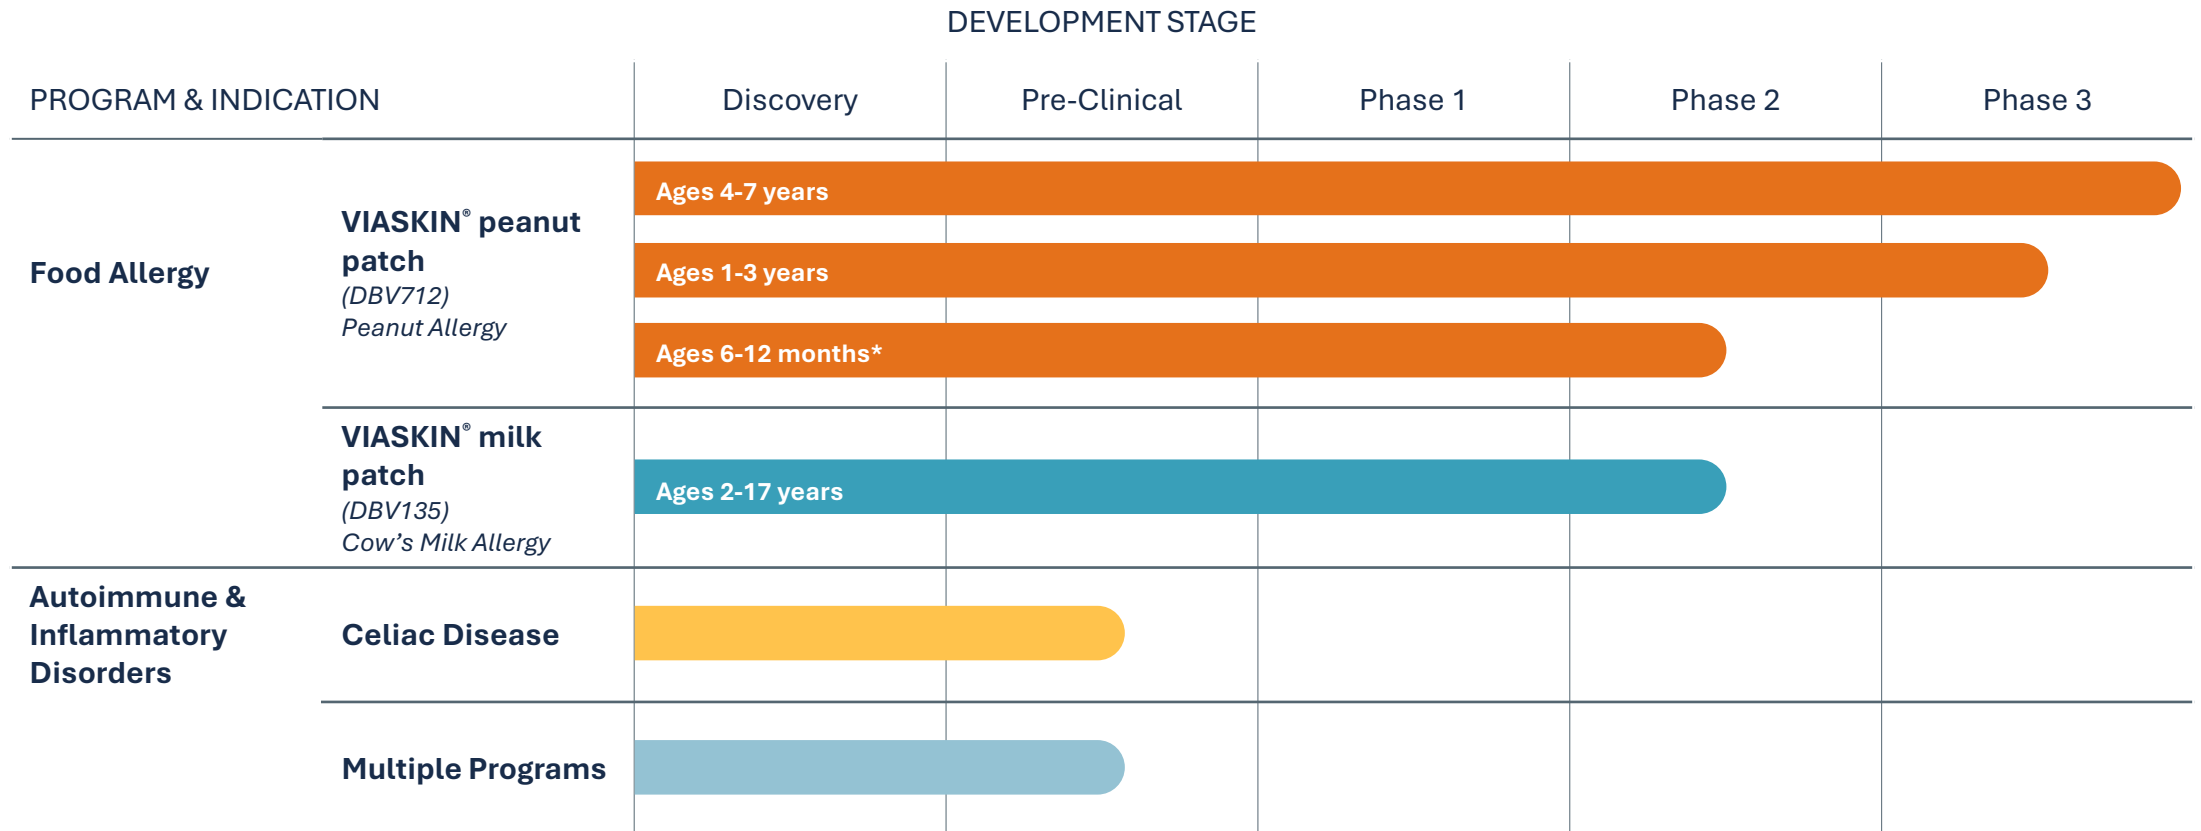 DEVELOPMENT STAGE
PROGRAM & INDICATION
Discovery
Pre-Clinical
Phase 1
Phase 2
Phase 3
Food Allergy
VIASKIN® peanut
patch
(DBV712)
Peanut Allergy
Ages 4-7 years
Ages 1-3 years
Ages 6-12 months*
VIASKIN® milk
patch
(DBV135)
Cow’s Milk Allergy
Ages 2-17 years
Autoimmune &
Inflammatory
Disorders
Celiac Disease
Multiple Programs